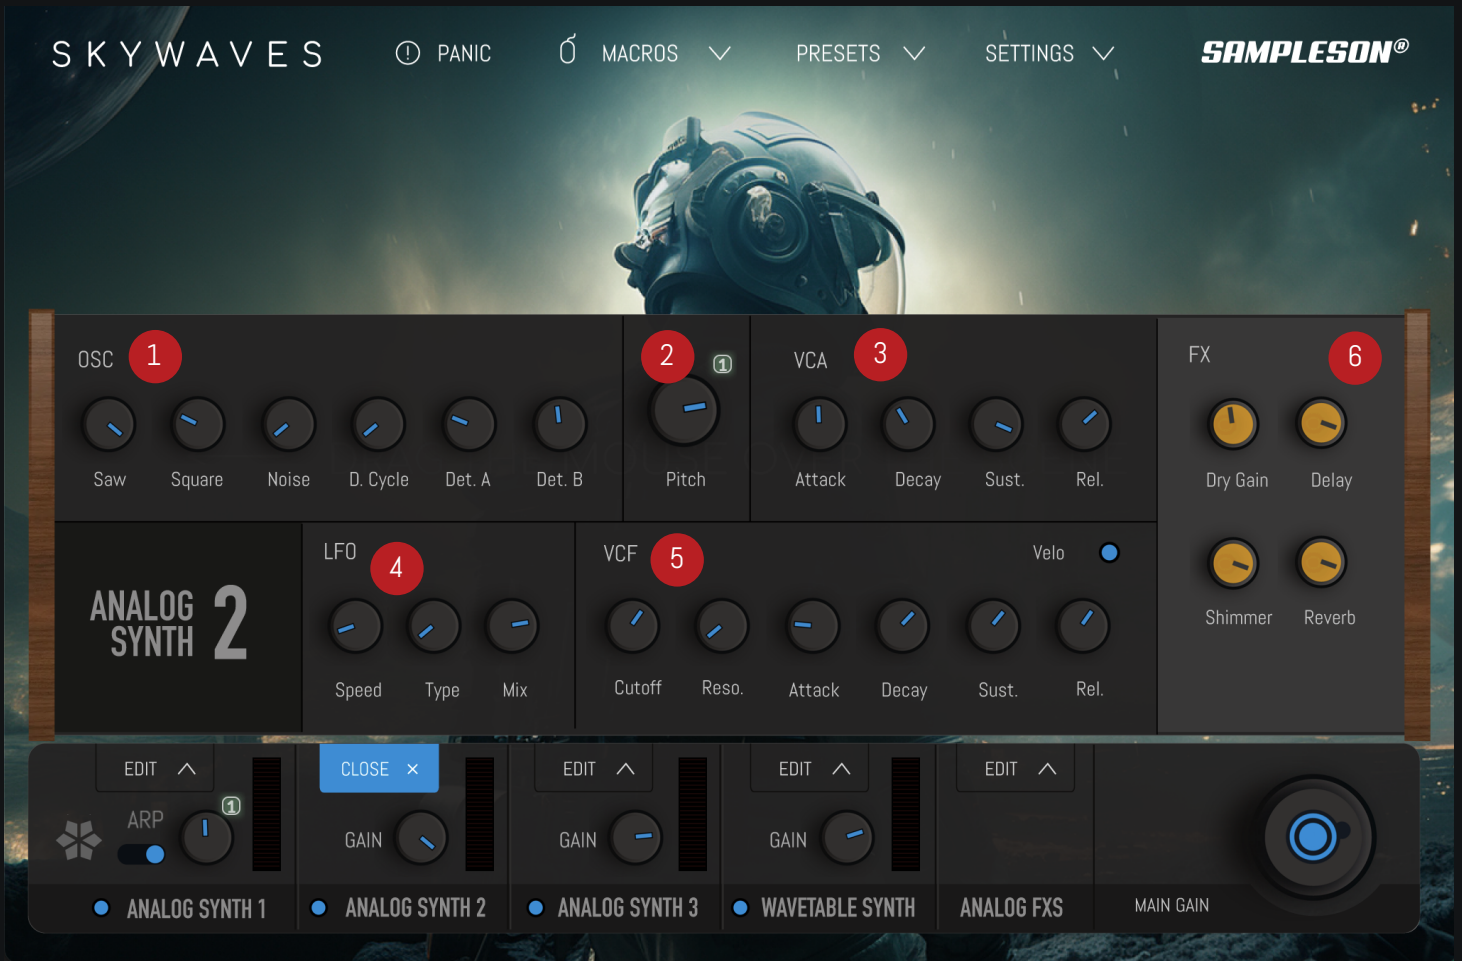 SKYWAVES
PANIC
MACROS
PRESETS
SETTINGS
SAMPLESON®
OSC 1
2
1
VCA 3
FX 6
Saw Square Noise D. Cycle Det. A Det. B
Pitch
Attack Decay Sust. Rel.
Dry Gain Delay
ANALOG
SYNTH 2
LFO 4
Speed Type Mix
VCF 5
Velo
Cutoff Reso. Attack Decay Sust. Rel.
Shimmer Reverb
EDIT
CLOSE ×
EDIT
EDIT
EDIT
ARP
1
GAIN
GAIN
GAIN
ANALOG SYNTH 1
ANALOG SYNTH 2
ANALOG SYNTH 3
WAVETABLE SYNTH
ANALOG FXS
MAIN GAIN